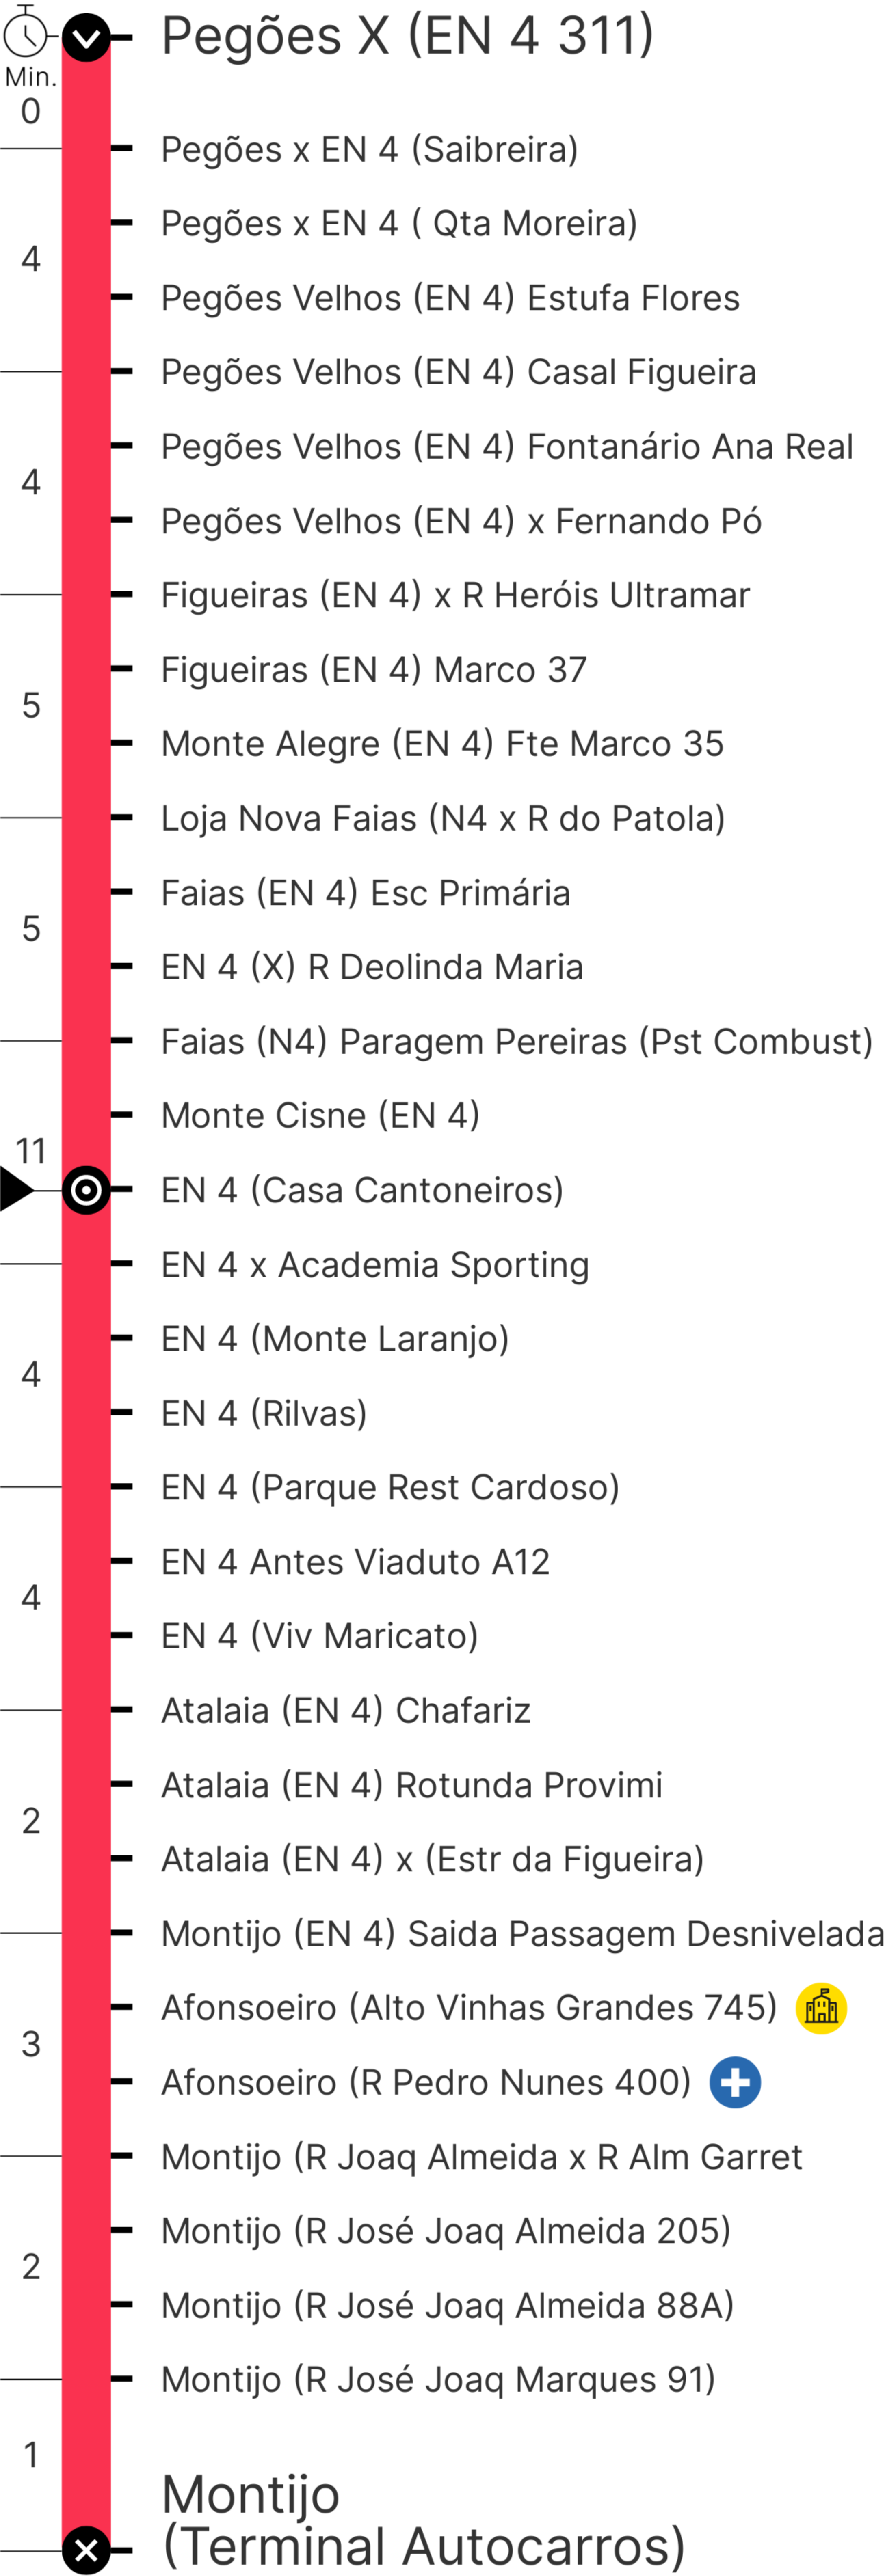 Pegões X (EN 4 311)
Min.
0
Pegões x EN 4 (Saibreira)
Pegões x EN 4 ( Qta Moreira)
4
Pegões Velhos (EN 4) Estufa Flores
Pegões Velhos (EN 4) Casal Figueira
Pegões Velhos (EN 4) Fontanário Ana Real
4
Pegões Velhos (EN 4) x Fernando Pó
Figueiras (EN 4) x R Heróis Ultramar
Figueiras (EN 4) Marco 37
5
Monte Alegre (EN 4) Fte Marco 35
Loja Nova Faias (N4 x R do Patola)
Faias (EN 4) Esc Primária
5
EN 4 (X) R Deolinda Maria
Faias (N4) Paragem Pereiras (Pst Combust)
Monte Cisne (EN 4)
11
EN 4 (Casa Cantoneiros)
EN 4 x Academia Sporting
EN 4 (Monte Laranjo)
4
EN 4 (Rilvas)
EN 4 (Parque Rest Cardoso)
EN 4 Antes Viaduto A12
4
EN 4 (Viv Maricato)
Atalaia (EN 4) Chafariz
Atalaia (EN 4) Rotunda Provimi
2
Atalaia (EN 4) x (Estr da Figueira)
Montijo (EN 4) Saida Passagem Desnivelada
Afonsoeiro (Alto Vinhas Grandes 745)
3
Afonsoeiro (R Pedro Nunes 400)
Montijo (R Joaq Almeida x R Alm Garret
Montijo (R José Joaq Almeida 205)
2
Montijo (R José Joaq Almeida 88A)
Montijo (R José Joaq Marques 91)
1
Montijo
(Terminal Autocarros)